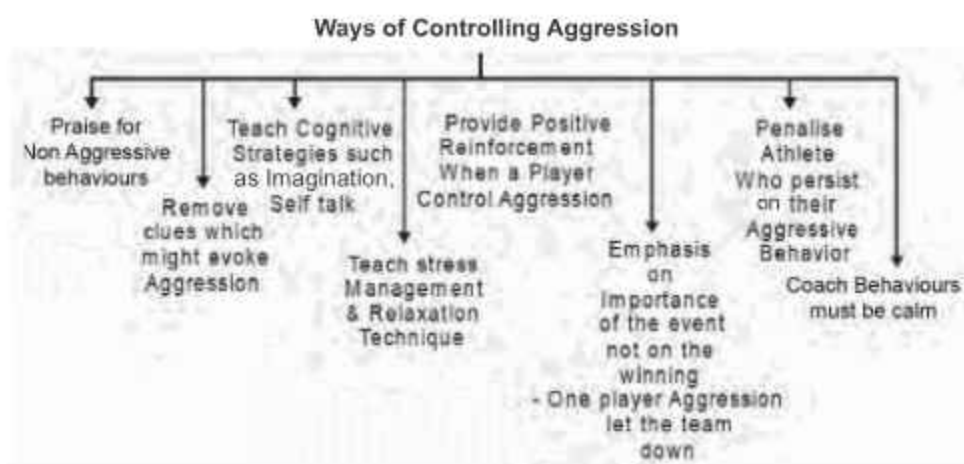 Ways of Controlling Aggression
Praise for
Non Aggressive
behaviours
Remove
clues which
might evoke
Aggression
Teach Cognitive
Strategies such
as Imagination,
Self talk
Teach stress
Management
& Relaxation
Technique
Provide Positive
Reinforcement
When a Player
Control Aggression
Emphasis
on
Importance
of the event
not on the
winning
- One player Aggression
let the team
down
Penalise
Athlete
Who persist
on their
Aggressive
Behavior
Coach Behaviours
must be calm